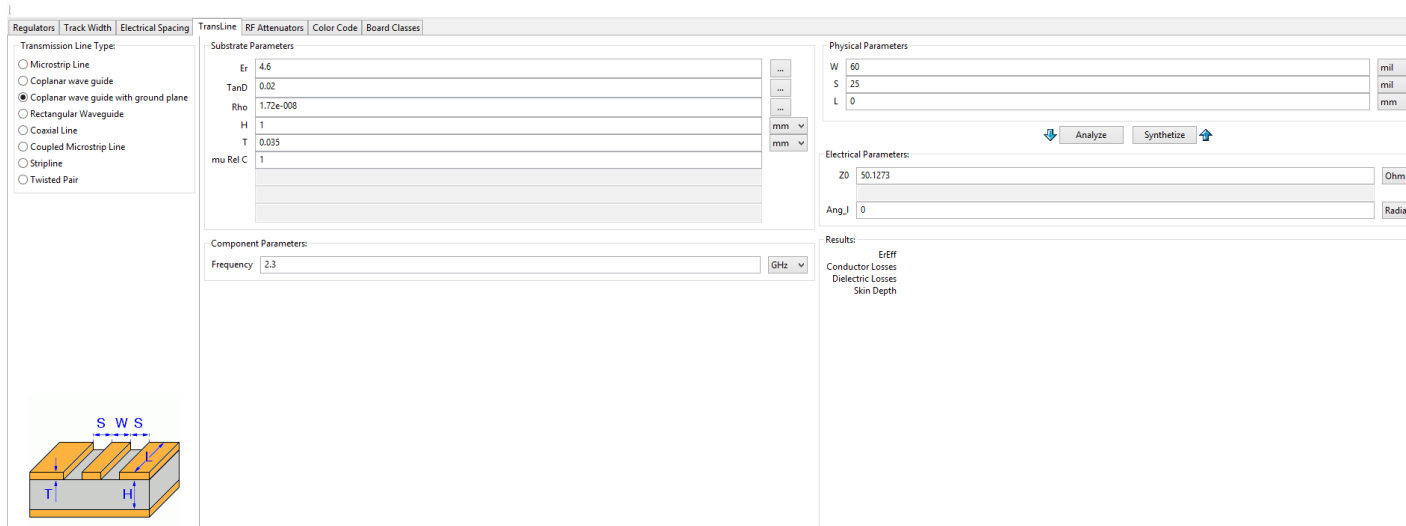 Regulators Track Width Electrical Spacing TransLine RF Attenuators Color Code Board Classes
Transmission Line Type:
Microstrip Line
Coplanar wave guide
Coplanar wave guide with ground plane
Rectangular Waveguide
Coaxial Line
Coupled Microstrip Line
Stripline
Twisted Pair
S W S
L
T
H
Substrate Parameters
Er 4.6 ...
TanD 0.02 ...
Rho 1.72e-008 ...
H 1 mm
T 0.035 mm
mu Rel C 1
Component Parameters:
Frequency 2.3 GHz
Physical Parameters
W 60 mil
S 25 mil
L 0 mm
Analyze Synthetize
Electrical Parameters:
Z0 50.1273 Ohm
Ang_l 0 Radia
Results:
ErEff
Conductor Losses
Dielectric Losses
Skin Depth